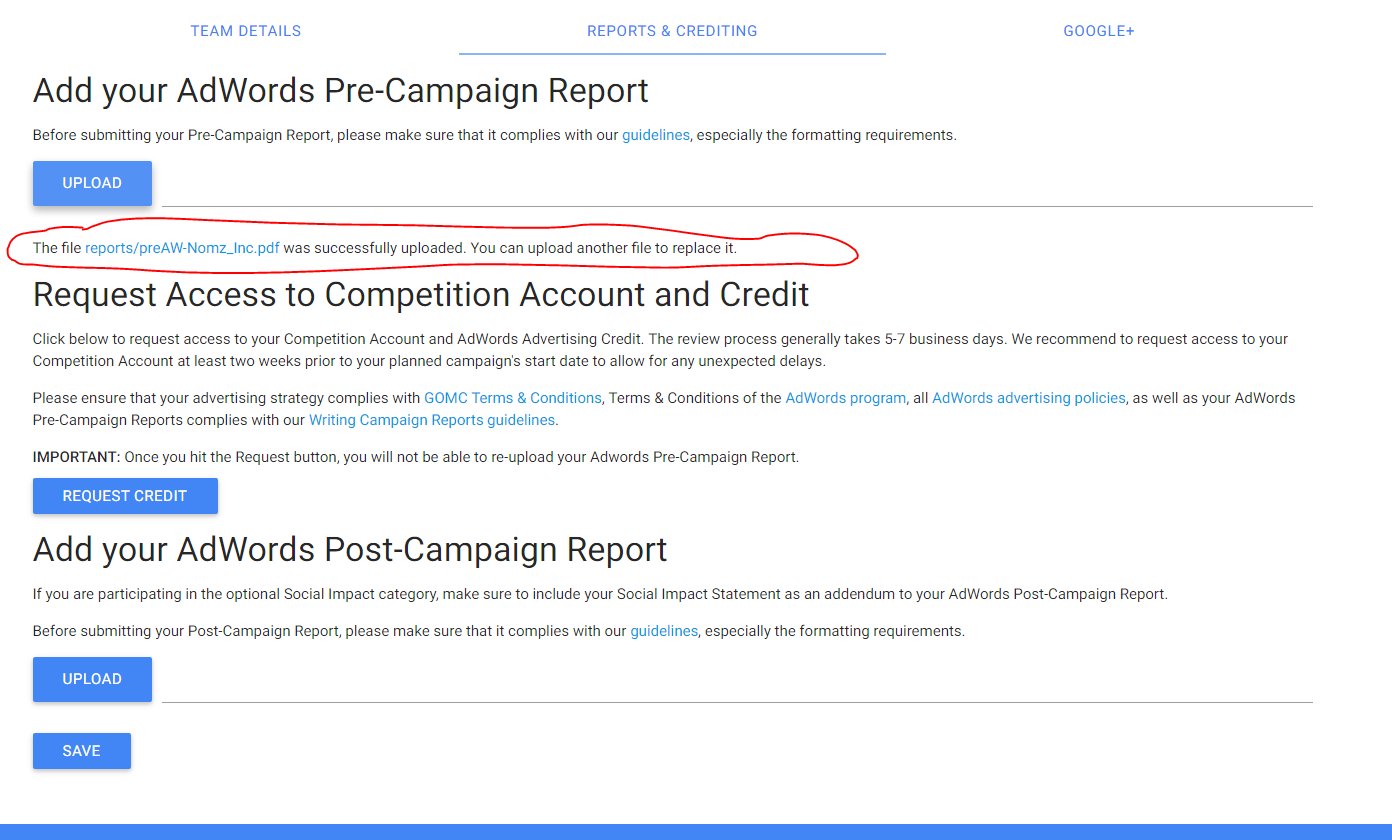 TEAM DETAILS REPORTS & CREDITING GOOGLE+
Add your AdWords Pre-Campaign Report
Before submitting your Pre-Campaign Report, please make sure that it complies with our guidelines, especially the formatting requirements.
UPLOAD
The file reports/preAW-Nomz_Inc.pdf was successfully uploaded. You can upload another file to replace it.
Request Access to Competition Account and Credit
Click below to request access to your Competition Account and AdWords Advertising Credit. The review process generally takes 5-7 business days. We recommend to request access to your
Competition Account at least two weeks prior to your planned campaign's start date to allow for any unexpected delays.
Please ensure that your advertising strategy complies with GOMC Terms & Conditions, Terms & Conditions of the AdWords program, all AdWords advertising policies, as well as your AdWords
Pre-Campaign Reports complies with our Writing Campaign Reports guidelines.
IMPORTANT: Once you hit the Request button, you will not be able to re-upload your Adwords Pre-Campaign Report.
REQUEST CREDIT
Add your AdWords Post-Campaign Report
If you are participating in the optional Social Impact category, make sure to include your Social Impact Statement as an addendum to your AdWords Post-Campaign Report.
Before submitting your Post-Campaign Report, please make sure that it complies with our guidelines, especially the formatting requirements.
UPLOAD
SAVE